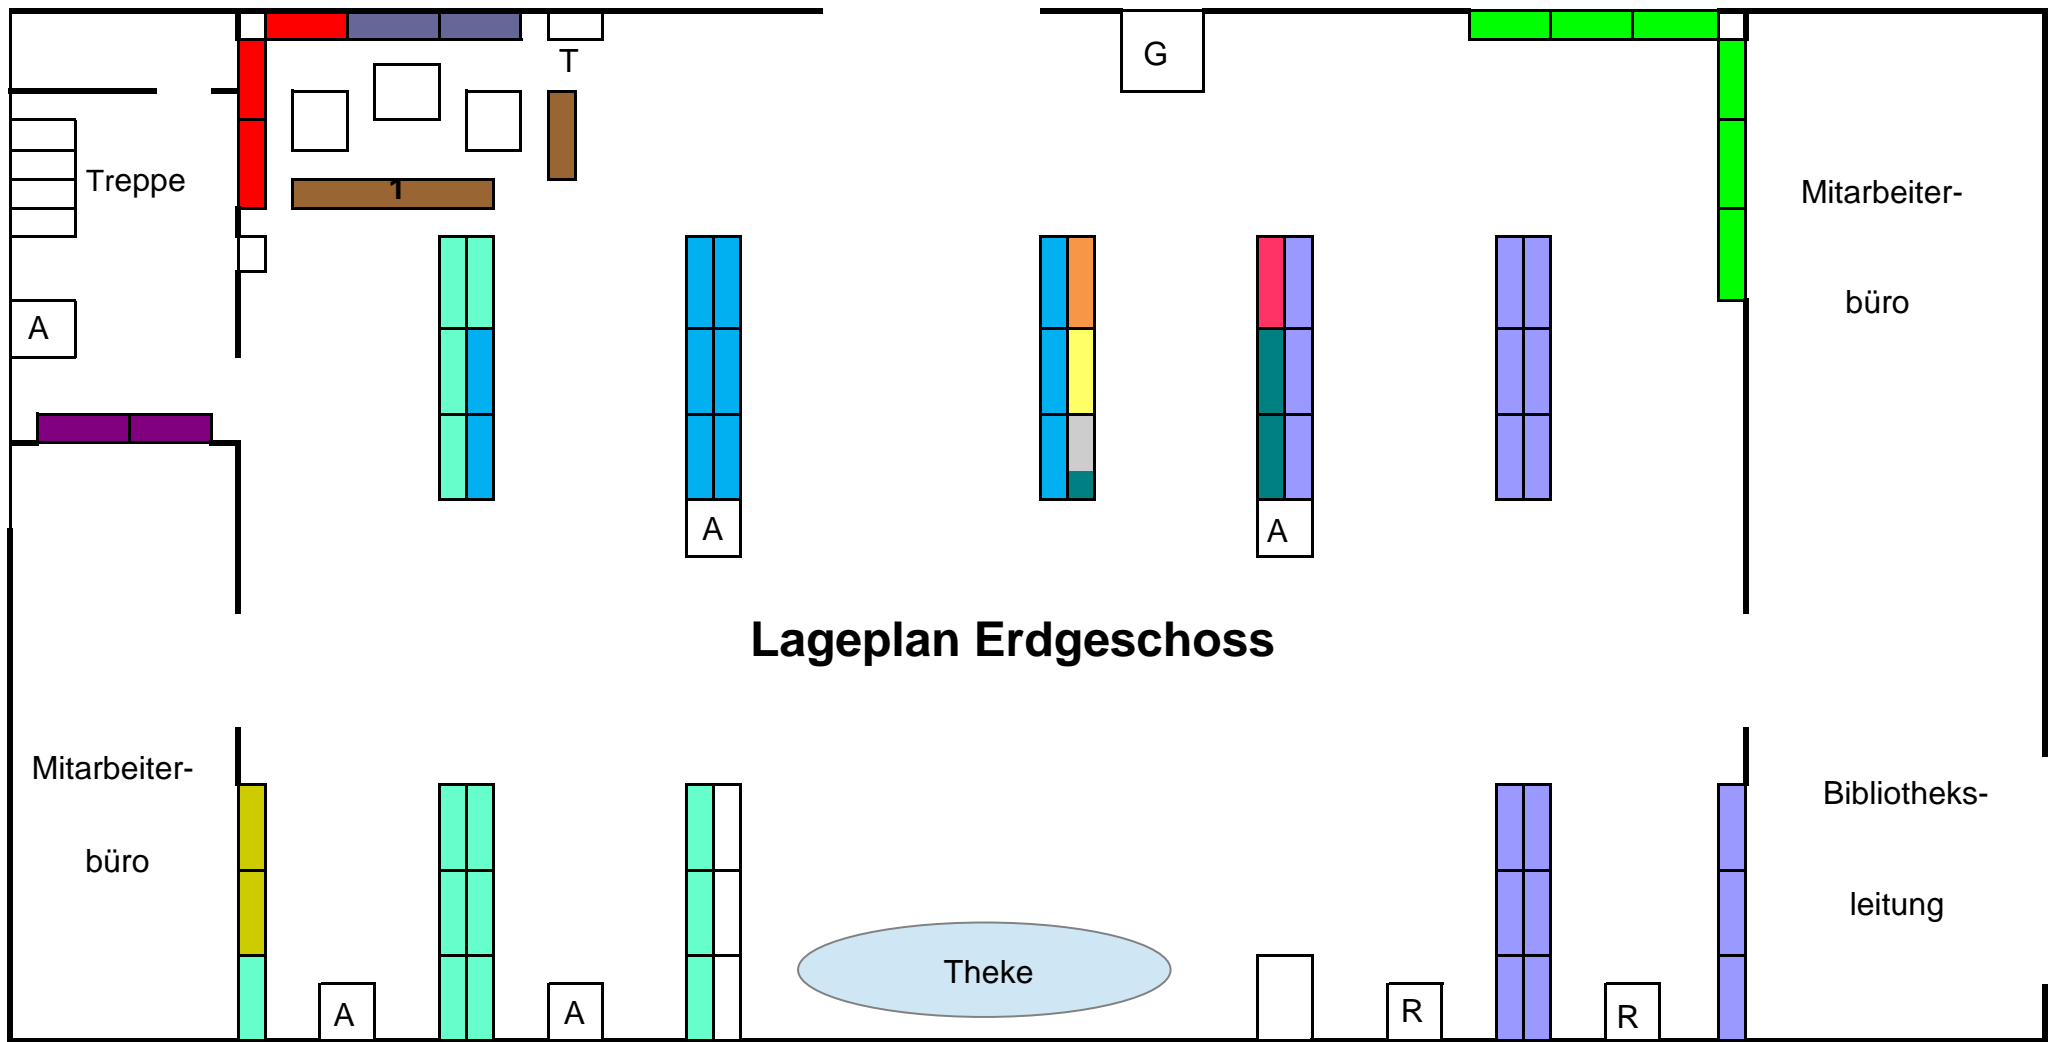 T
G
Treppe
1
Mitarbeiter-
büro
A
A
A
Lageplan Erdgeschoss
Mitarbeiter-
büro
Bibliotheks-
leitung
Theke
A
A
R
R